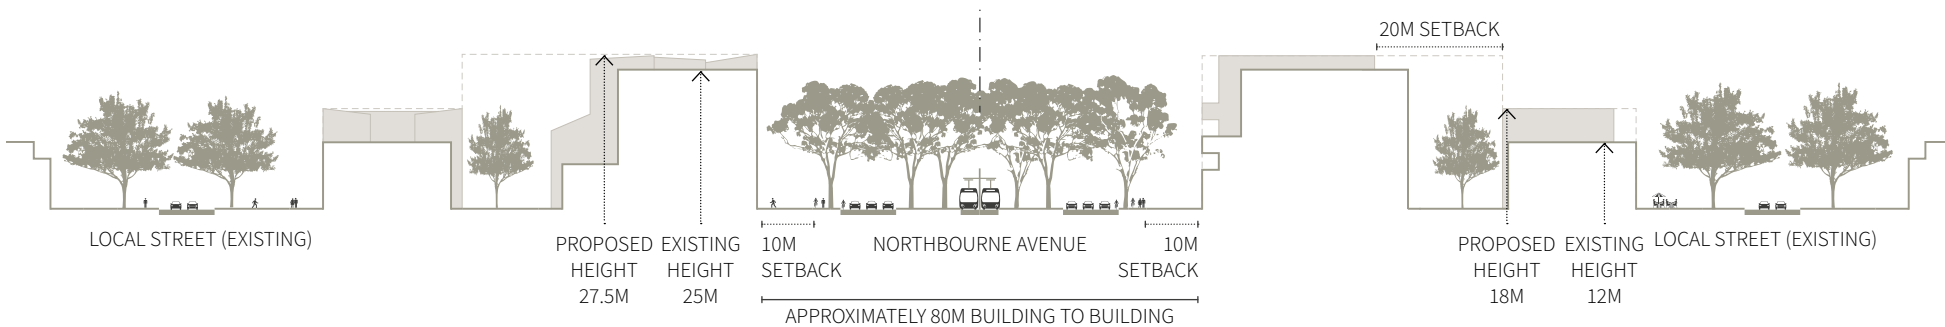 20M SETBACK
LOCAL STREET (EXISTING)
PROPOSED
HEIGHT
27.5M
EXISTING
HEIGHT
25M
10M
SETBACK
NORTHBOURNE AVENUE
10M
SETBACK
APPROXIMATELY 80M BUILDING TO BUILDING
PROPOSED
HEIGHT
18M
EXISTING
HEIGHT
12M
LOCAL STREET (EXISTING)